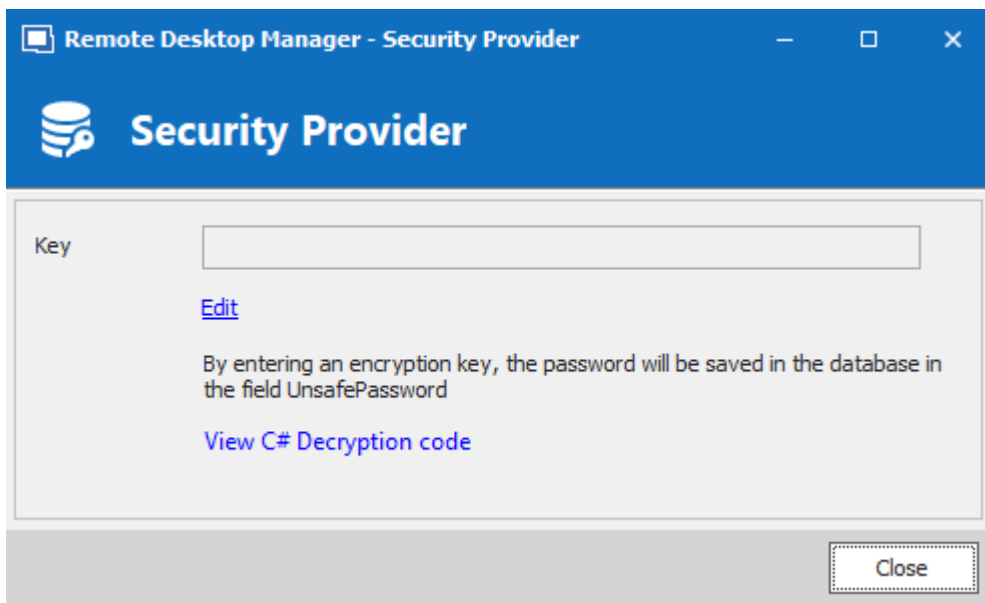 Remote Desktop Manager - Security Provider
Security Provider
Key
Edit
By entering an encryption key, the password will be saved in the database in
the field UnsafePassword
View C# Decryption code
Close